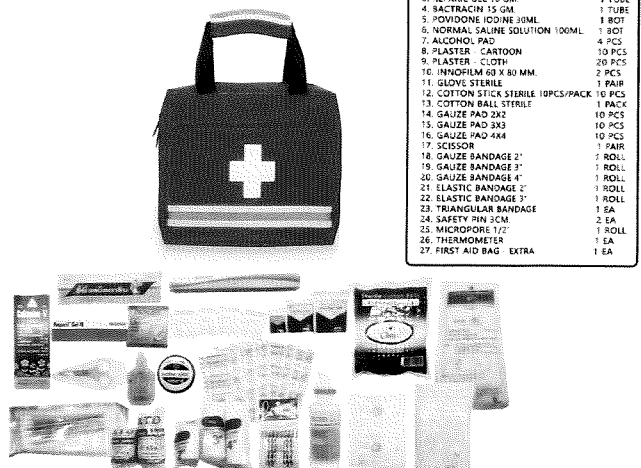 4. BACTRACIN 15 GM. 1 TUBE
5. POVIDONE IODINE 30ML. 1 BOT
6. NORMAL SALINE SOLUTION 100ML. 1 BOT
7. ALCOHOL PAD 4 PCS
8. PLASTER - CARTOON 10 PCS
9. PLASTER - CLOTH 20 PCS
10. INNOFILM 60 X 80 MM. 2 PCS
11. GLOVE STERILE 1 PAIR
12. COTTON STICK STERILE 10PCS/PACK 10 PCS
13. COTTON BALL STERILE 1 PACK
14. GAUZE PAD 2X2 10 PCS
15. GAUZE PAD 3X3 10 PCS
16. GAUZE PAD 4X4 10 PCS
17. SCISSOR 1 PAIR
18. GAUZE BANDAGE 2" 1 ROLL
19. GAUZE BANDAGE 3" 1 ROLL
20. GAUZE BANDAGE 4" 1 ROLL
21. ELASTIC BANDAGE 2" 1 ROLL
22. ELASTIC BANDAGE 3" 1 ROLL
23. TRIANGULAR BANDAGE 1 EA
24. SAFETY PIN 3CM. 2 EA
25. MICROPORE 1/2" 1 ROLL
26. THERMOMETER 1 EA
27. FIRST AID BAG - EXTRA 1 EA